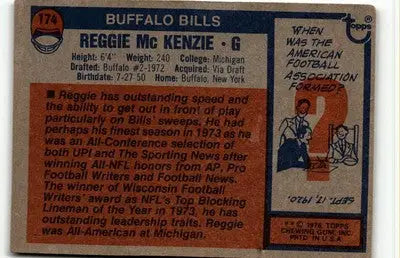 174
BUFFALO BILLS
REGGIE Mc KENZIE · G
Height: 6'4" Weight: 240 College: Michigan
Drafted: Buffalo #2-1972 Acquired: Via Draft
Birthdate: 7-27-50 Home: Buffalo, New York
Reggie has outstanding speed and
the ability to get out in front of play
particularly on Bills' sweeps. He had
perhaps his finest season in 1973 as he
was an All-Conference selection of
both UPI and The Sporting News after
winning All-NFL honors from AP, Pro
Football Writers and Football News.
The winner of Wisconsin Football
Writers' award as NFL's Top Blocking
Lineman of the Year in 1973, he has
outstanding leadership traits. Reggie
was All-American at Michigan.
TOPPS
WHEN
WAS THE
AMERICAN
FOOTBALL
ASSOCIATION
FORMED?
?
SEPT. 17, 1920.
** © 1976 TOPPS
CHEWING GUM, INC.
PRTD. IN U.S.A.